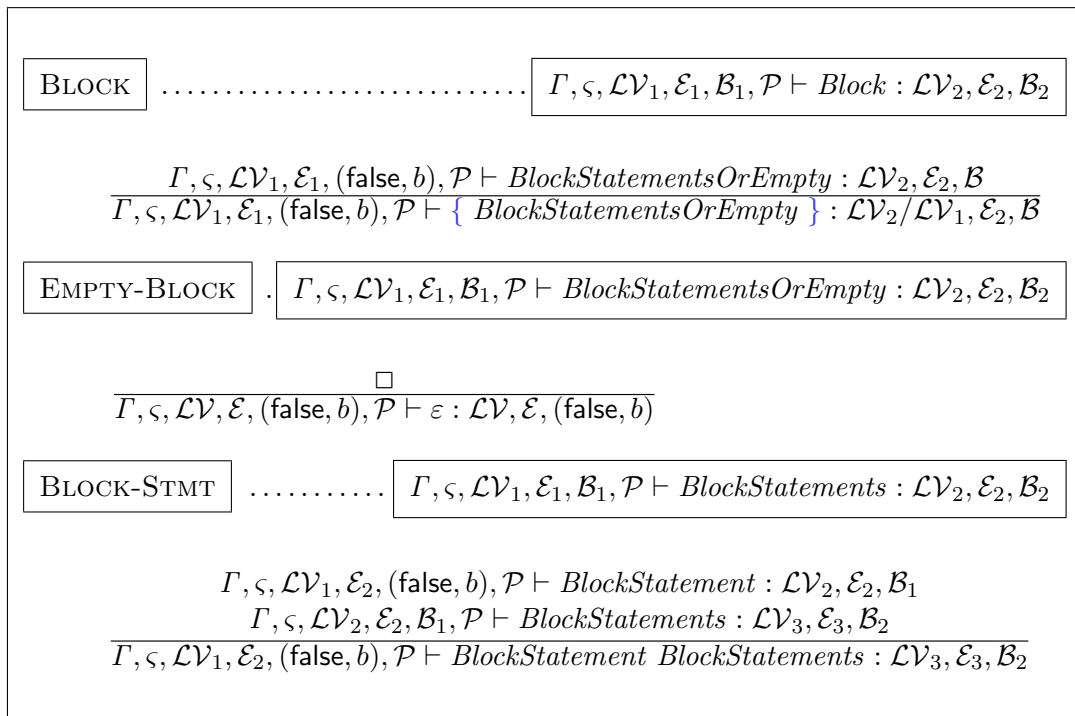 BLOCK ............................. Γ, ς, 𝓛𝓥₁, 𝓔₁, 𝓑₁, 𝓟 ⊢ Block : 𝓛𝓥₂, 𝓔₂, 𝓑₂
Γ, ς, 𝓛𝓥₁, 𝓔₁, (false, b), 𝓟 ⊢ BlockStatementsOrEmpty : 𝓛𝓥₂, 𝓔₂, 𝓑
Γ, ς, 𝓛𝓥₁, 𝓔₁, (false, b), 𝓟 ⊢ { BlockStatementsOrEmpty } : 𝓛𝓥₂/𝓛𝓥₁, 𝓔₂, 𝓑
EMPTY-BLOCK . Γ, ς, 𝓛𝓥₁, 𝓔₁, 𝓑₁, 𝓟 ⊢ BlockStatementsOrEmpty : 𝓛𝓥₂, 𝓔₂, 𝓑₂
□
Γ, ς, 𝓛𝓥, 𝓔, (false, b), 𝓟 ⊢ ε : 𝓛𝓥, 𝓔, (false, b)
BLOCK-STMT ........... Γ, ς, 𝓛𝓥₁, 𝓔₁, 𝓑₁, 𝓟 ⊢ BlockStatements : 𝓛𝓥₂, 𝓔₂, 𝓑₂
Γ, ς, 𝓛𝓥₁, 𝓔₂, (false, b), 𝓟 ⊢ BlockStatement : 𝓛𝓥₂, 𝓔₂, 𝓑₁
Γ, ς, 𝓛𝓥₂, 𝓔₂, 𝓑₁, 𝓟 ⊢ BlockStatements : 𝓛𝓥₃, 𝓔₃, 𝓑₂
Γ, ς, 𝓛𝓥₁, 𝓔₂, (false, b), 𝓟 ⊢ BlockStatement BlockStatements : 𝓛𝓥₃, 𝓔₃, 𝓑₂